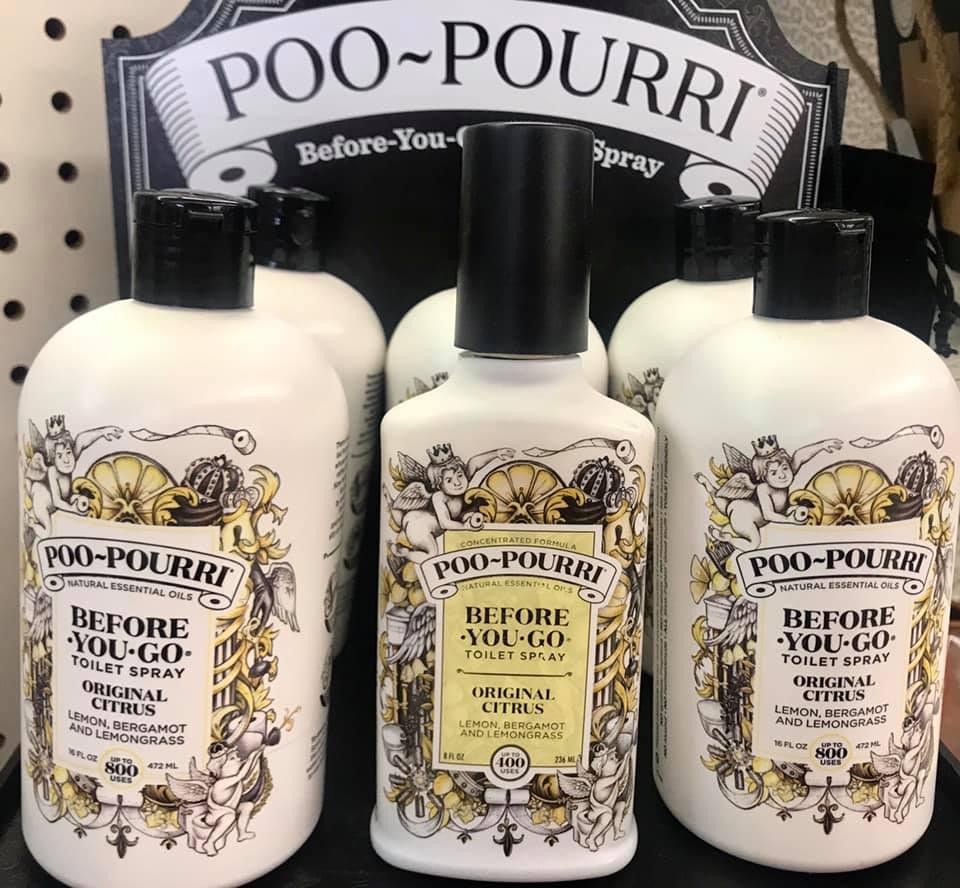 POO~POURRI®
Before-You-
Spray
POO~POURRI
NATURAL ESSENTIAL OILS
BEFORE
·YOU·GO®
TOILET SPRAY
ORIGINAL
CITRUS
LEMON, BERGAMOT
AND LEMONGRASS
16 FL OZ
UP TO
800
USES
472 ML
CONCENTRATED FORMULA
POO~POURRI
NATURAL ESSENTIAL OILS
BEFORE
·YOU·GO®
TOILET SPRAY
ORIGINAL
CITRUS
LEMON, BERGAMOT
AND LEMONGRASS
8 FL OZ
UP TO
400
USES
236 ML
POO~POURRI
NATURAL ESSENTIAL OILS
BEFORE
·YOU·GO®
TOILET SPRAY
ORIGINAL
CITRUS
LEMON, BERGAMOT
AND LEMONGRASS
16 FL OZ
UP TO
800
USES
472 ML